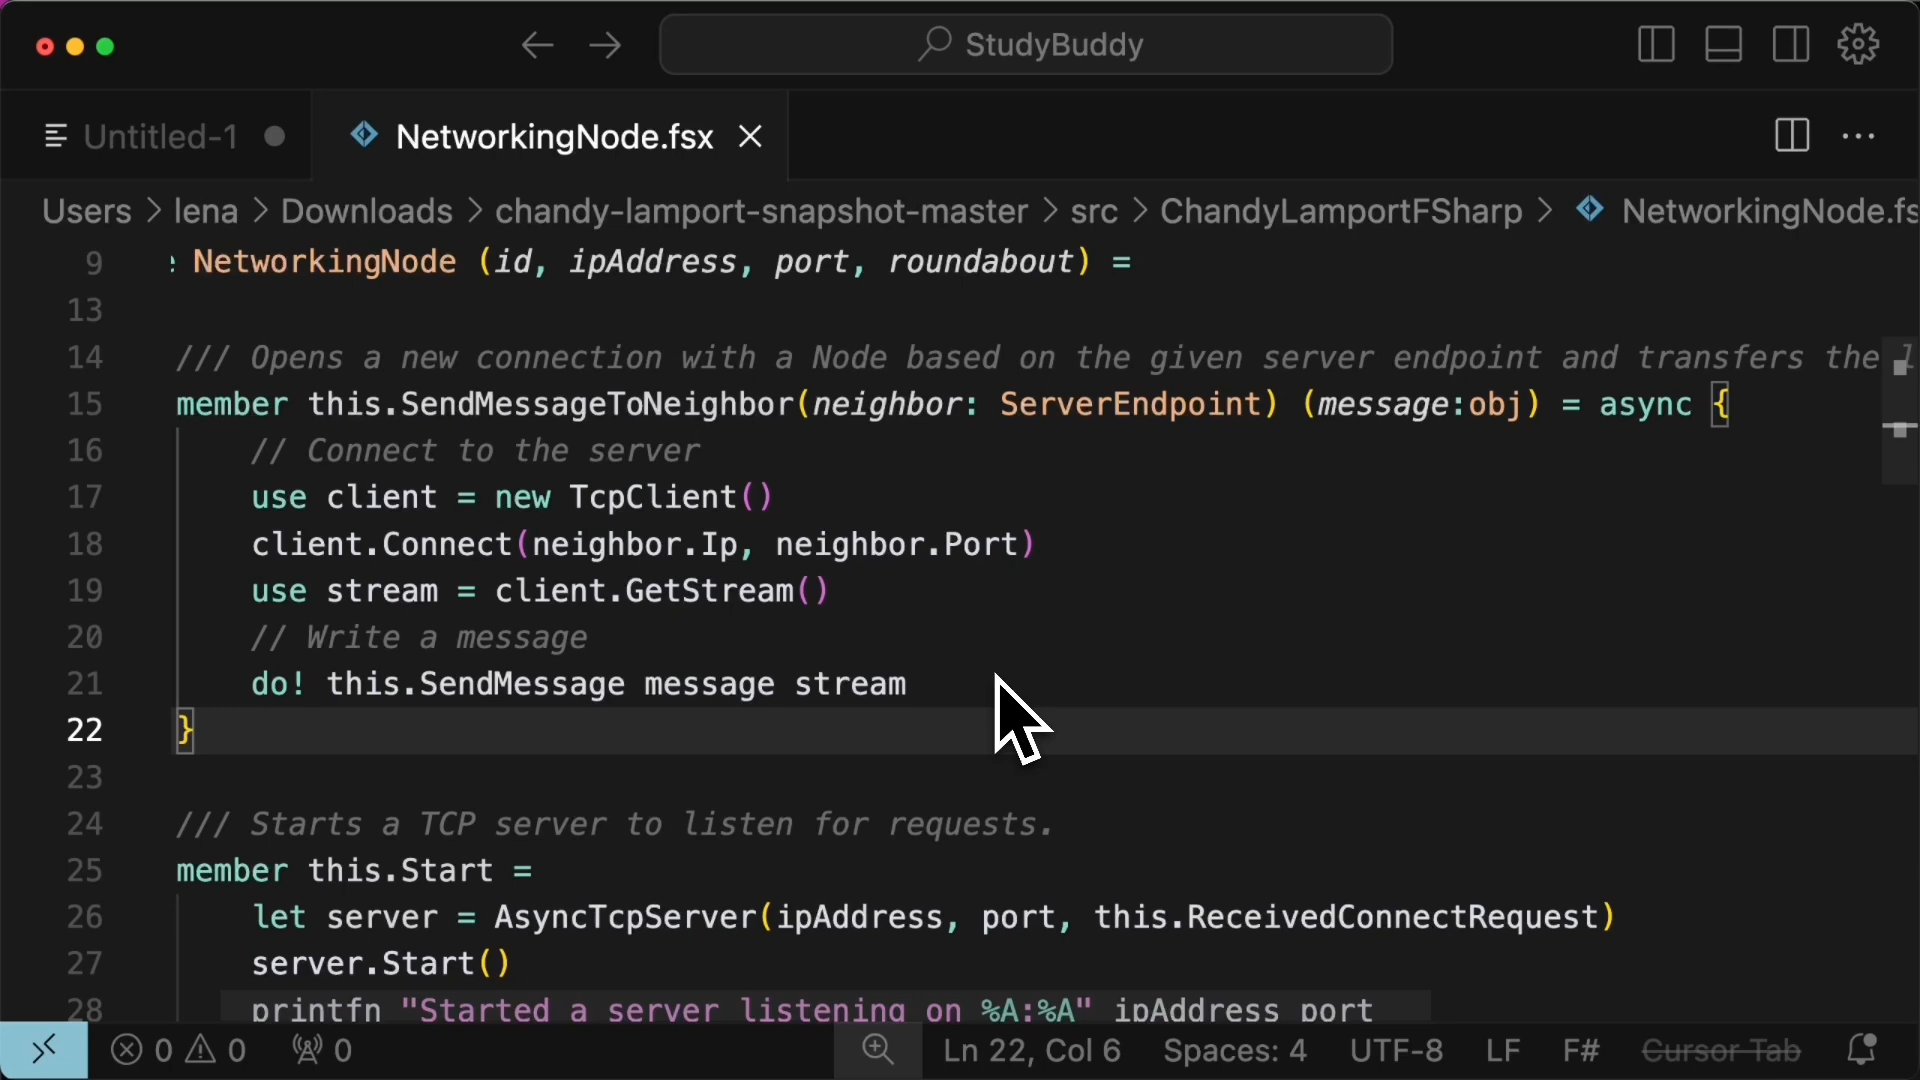 StudyBuddy
Untitled-1
NetworkingNode.fsx
Users > lena > Downloads > chandy-lamport-snapshot-master > src > ChandyLamportFSharp > NetworkingNode.fs
9 NetworkingNode (id, ipAddress, port, roundabout) =
13
14 /// Opens a new connection with a Node based on the given server endpoint and transfers the
15 member this.SendMessageToNeighbor(neighbor: ServerEndpoint) (message:obj) = async {
16 // Connect to the server
17 use client = new TcpClient()
18 client.Connect(neighbor.Ip, neighbor.Port)
19 use stream = client.GetStream()
20 // Write a message
21 do! this.SendMessage message stream
22 }
23
24 /// Starts a TCP server to listen for requests.
25 member this.Start =
26 let server = AsyncTcpServer(ipAddress, port, this.ReceivedConnectRequest)
27 server.Start()
28 printfn "Started a server listening on %A:%A" ipAddress port
0 0 0 Ln 22, Col 6 Spaces: 4 UTF-8 LF F# Cursor Tab